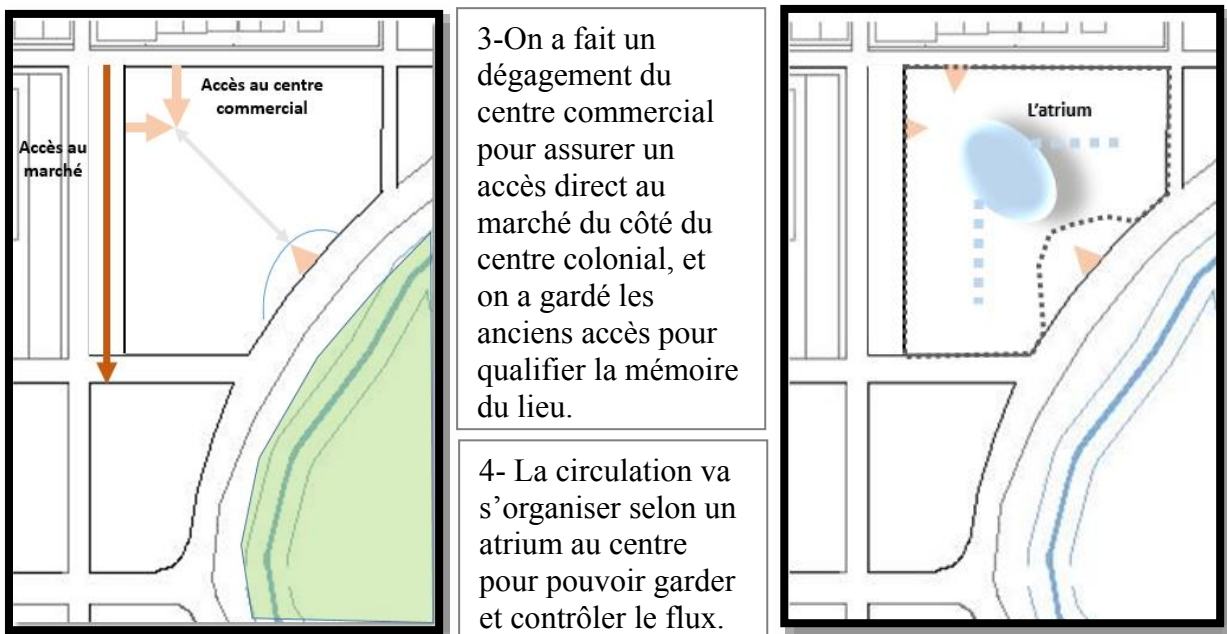 Accès au centre
commercial
Accès au
marché
3-On a fait un
dégagement du
centre commercial
pour assurer un
accès direct au
marché du côté du
centre colonial, et
on a gardé les
anciens accès pour
qualifier la mémoire
du lieu.
4- La circulation va
s’organiser selon un
atrium au centre
pour pouvoir garder
et contrôler le flux.
L'atrium